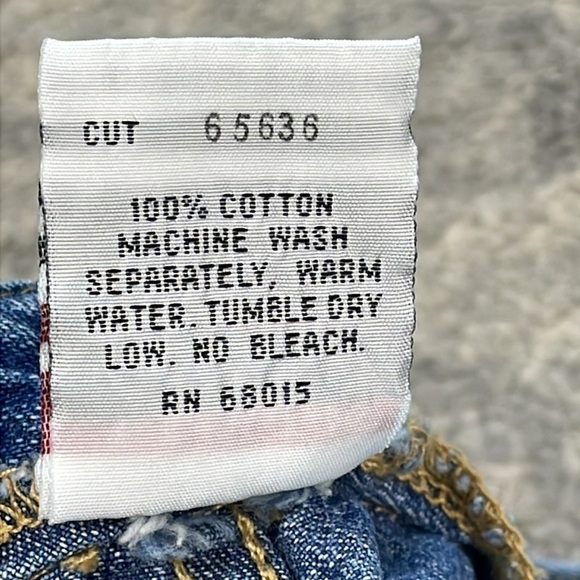 CUT 65636
100% COTTON
MACHINE WASH
SEPARATELY, WARM
WATER. TUMBLE DRY
LOW. NO BLEACH.
RN 68015